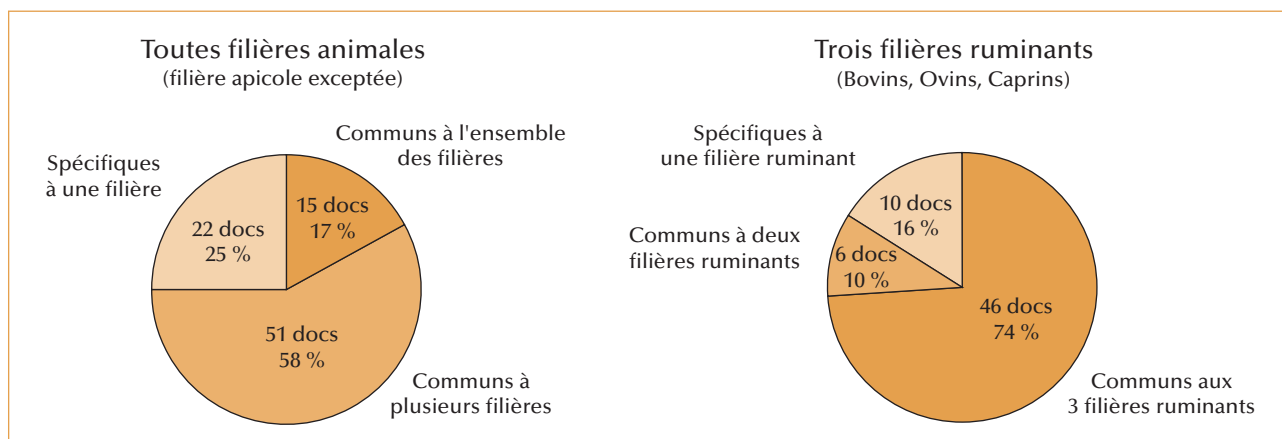 Toutes filières animales
(filière apicole exceptée)
Communs à l'ensemble
des filières
Spécifiques
à une filière
15 docs
17 %
22 docs
25 %
51 docs
58 %
Communs à
plusieurs filières
Trois filières ruminants
(Bovins, Ovins, Caprins)
Spécifiques à
une filière ruminant
10 docs
16 %
Communs à deux
filières ruminants
6 docs
10 %
46 docs
74 %
Communs aux
3 filières ruminants